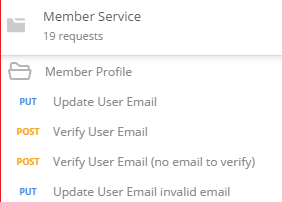 Member Service
19 requests
Member Profile
PUT Update User Email
POST Verify User Email
POST Verify User Email (no email to verify)
PUT Update User Email invalid email